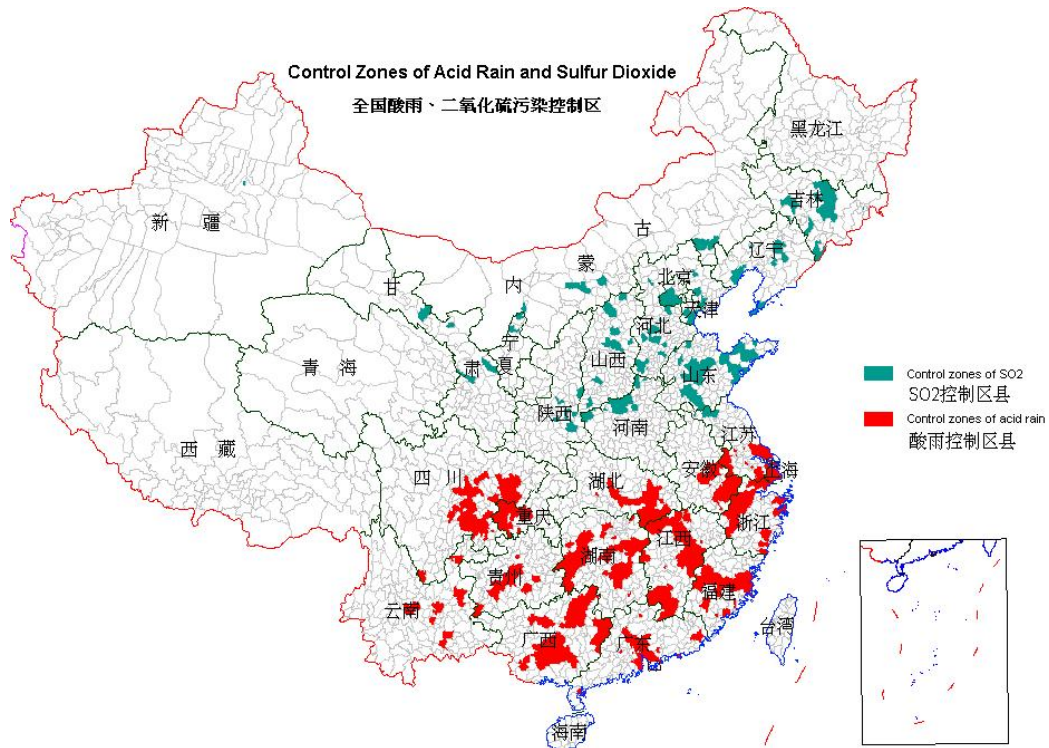 Control Zones of Acid Rain and Sulfur Dioxide
全国酸雨、二氧化硫污染控制区
黑龙江
吉林
新 疆
古
辽宁
蒙
北京
甘
内
天津
河北
宁
夏
肃
青 海
山西
山东
Control zones of SO2
SO2控制区县
陕西
河南
Control zones of acid rain
酸雨控制区县
江苏
西 藏
四 川
湖北
安徽
上海
重庆
浙江
江西
湖南
贵州
福建
云南
台湾
广西
广东
海南